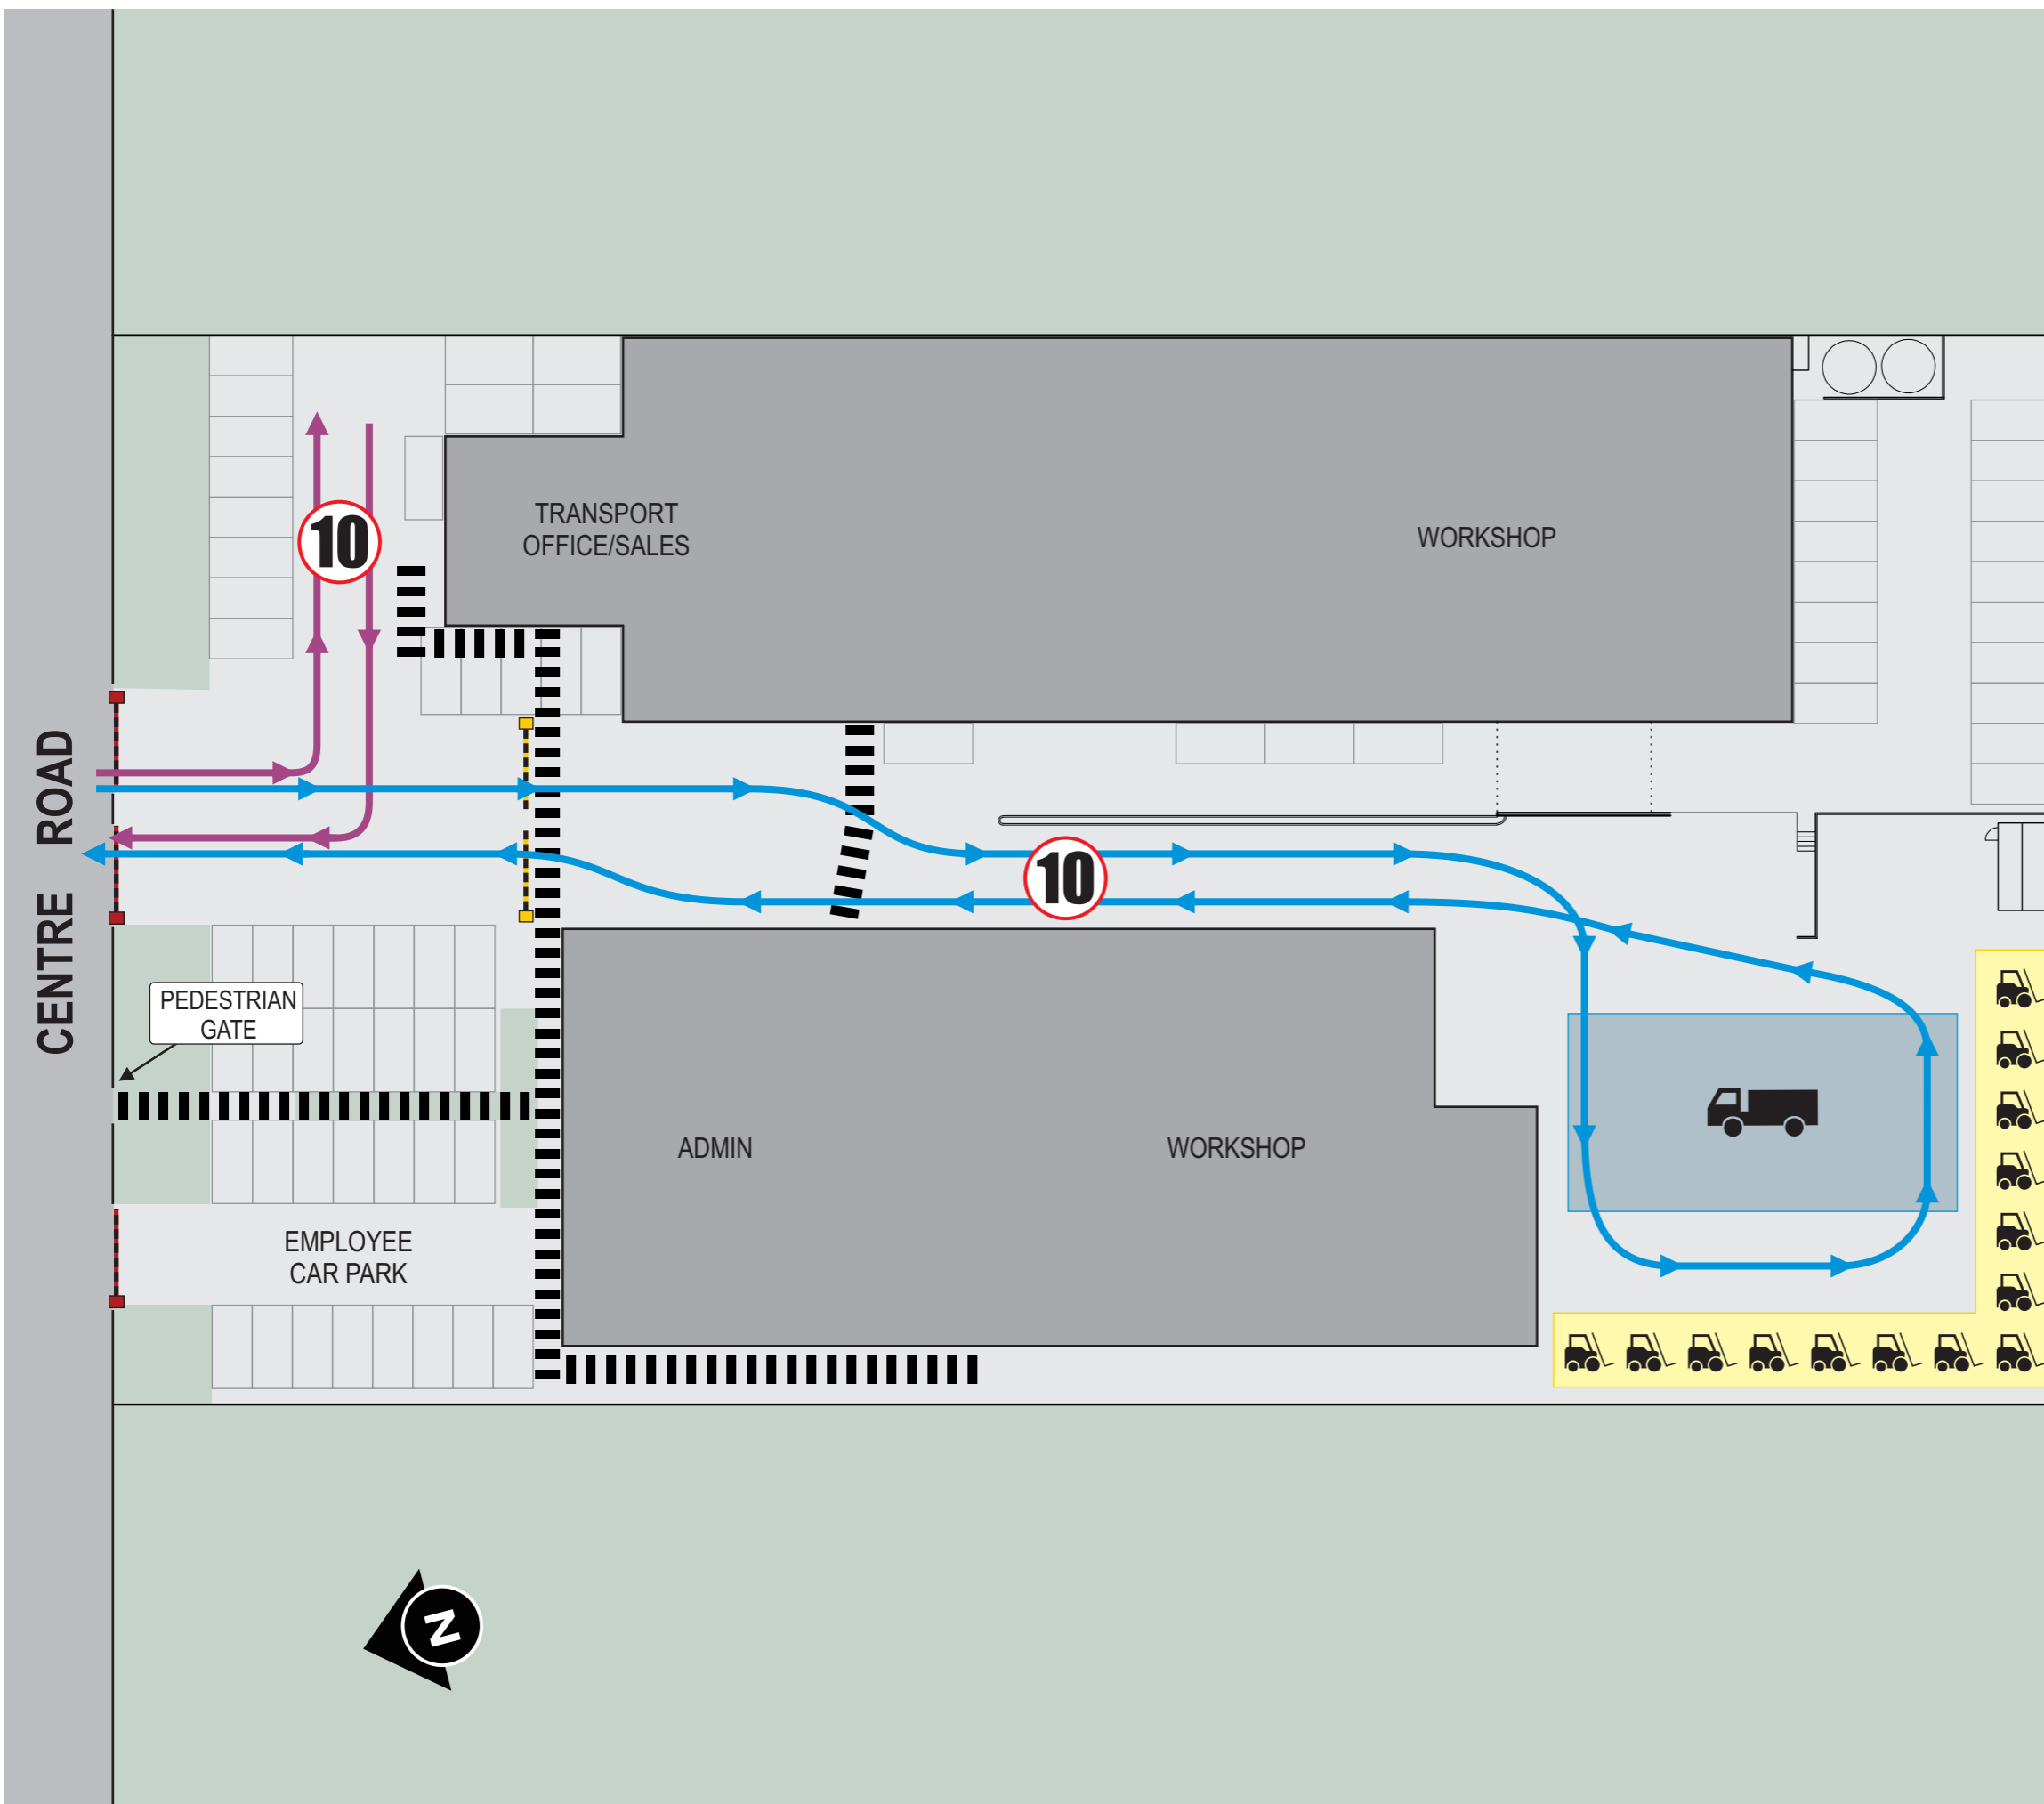 TRANSPORT
OFFICE/SALES
WORKSHOP
10
CENTRE ROAD
10
PEDESTRIAN
GATE
ADMIN
WORKSHOP
EMPLOYEE
CAR PARK
N